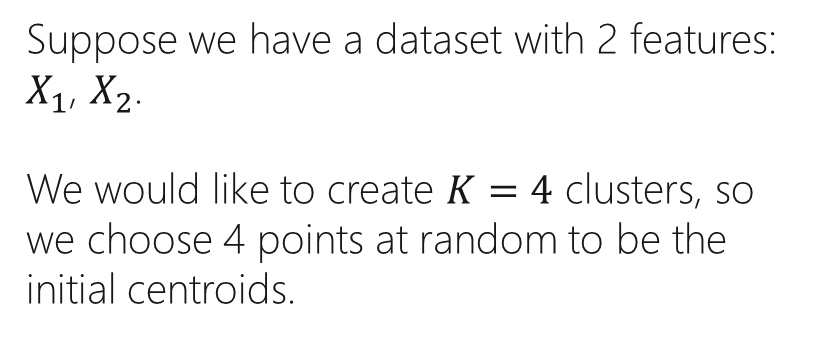 Suppose we have a dataset with 2 features:
X₁, X₂.
We would like to create K = 4 clusters, so
we choose 4 points at random to be the
initial centroids.